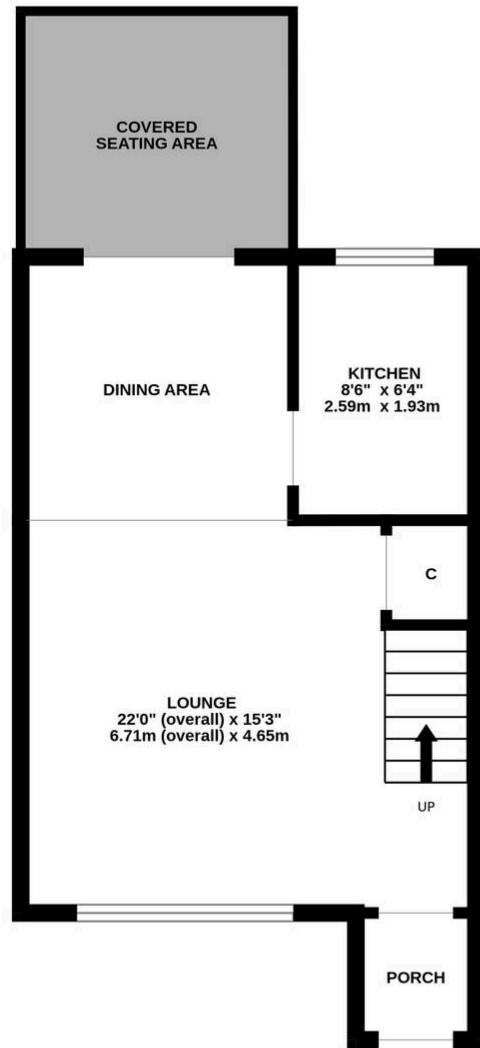 COVERED
SEATING AREA
DINING AREA
KITCHEN
8'6" x 6'4"
2.59m x 1.93m
C
LOUNGE
22'0" (overall) x 15'3"
6.71m (overall) x 4.65m
UP
PORCH